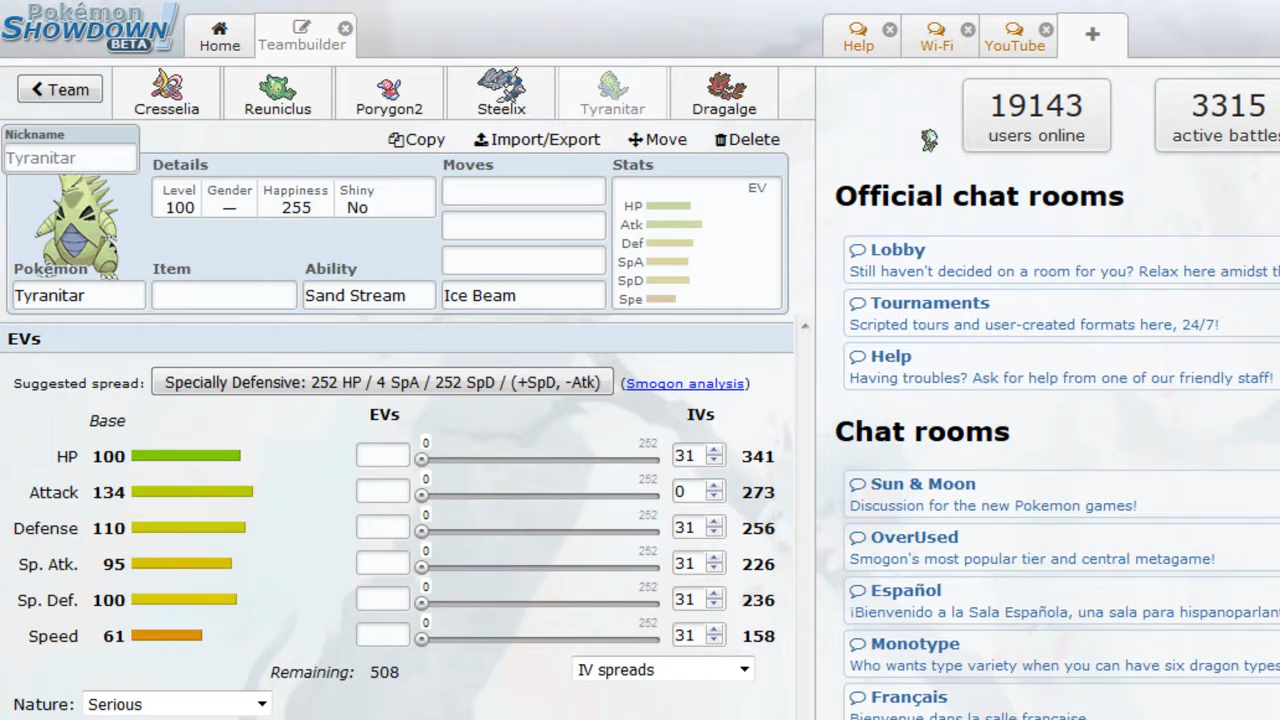 Pokémon
SHOWDOWN!
BETA
Home
Teambuilder
Help
Wi-Fi
YouTube
+
Team
Cresselia
Reuniclus
Porygon2
Steelix
Tyranitar
Dragalge
19143
users online
3315
active battles
Copy
Import/Export
Move
Delete
Nickname
Tyranitar
Details
Moves
Stats
Level
Gender
Happiness
Shiny
100
—
255
No
EV
HP
Atk
Def
SpA
SpD
Spe
Pokémon
Item
Ability
Tyranitar
Sand Stream
Ice Beam
EVs
Suggested spread:
Specially Defensive: 252 HP / 4 SpA / 252 SpD / (+SpD, -Atk)
(Smogon analysis)
Base
EVs
IVs
HP 100 0 252 31 341
Attack 134 0 252 0 273
Defense 110 0 252 31 256
Sp. Atk. 95 0 252 31 226
Sp. Def. 100 0 252 31 236
Speed 61 0 252 31 158
Remaining: 508
IV spreads
Nature: Serious
Official chat rooms
Lobby
Still haven't decided on a room for you? Relax here amidst th
Tournaments
Scripted tours and user-created formats here, 24/7!
Help
Having troubles? Ask for help from one of our friendly staff!
Chat rooms
Sun & Moon
Discussion for the new Pokemon games!
OverUsed
Smogon's most popular tier and central metagame!
Español
¡Bienvenido a la Sala Española, una sala para hispanoparlan
Monotype
Who wants type variety when you can have six dragon types
Français
Bienvenue dans la salle française